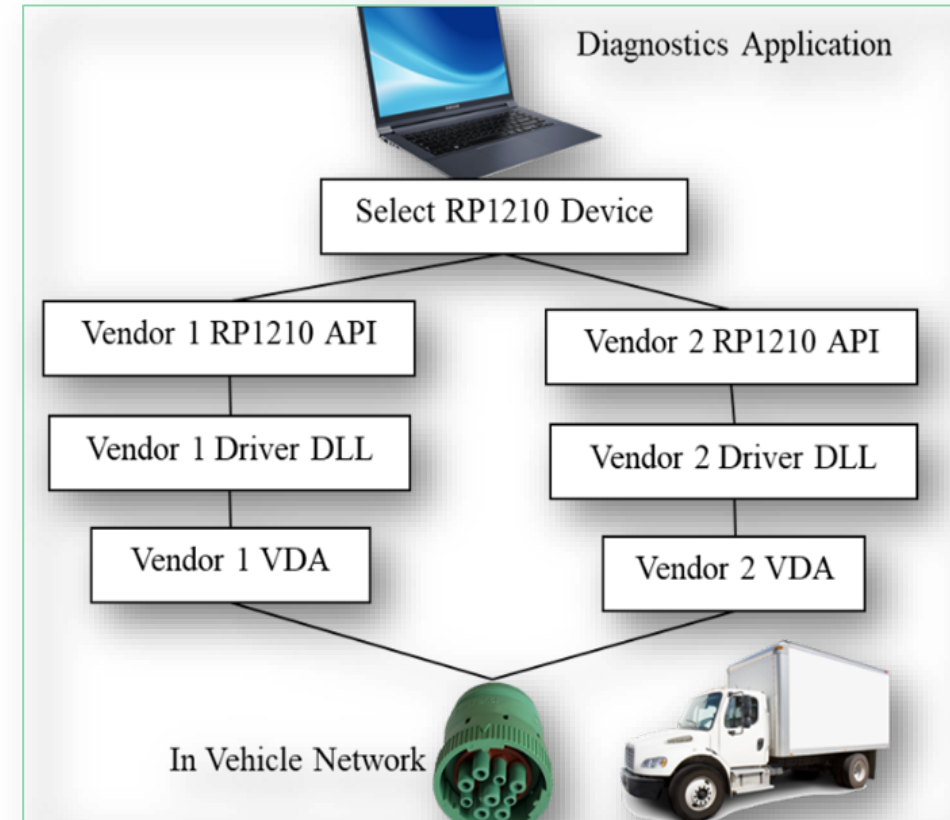 Diagnostics Application
Select RP1210 Device
Vendor 1 RP1210 API
Vendor 2 RP1210 API
Vendor 1 Driver DLL
Vendor 2 Driver DLL
Vendor 1 VDA
Vendor 2 VDA
In Vehicle Network